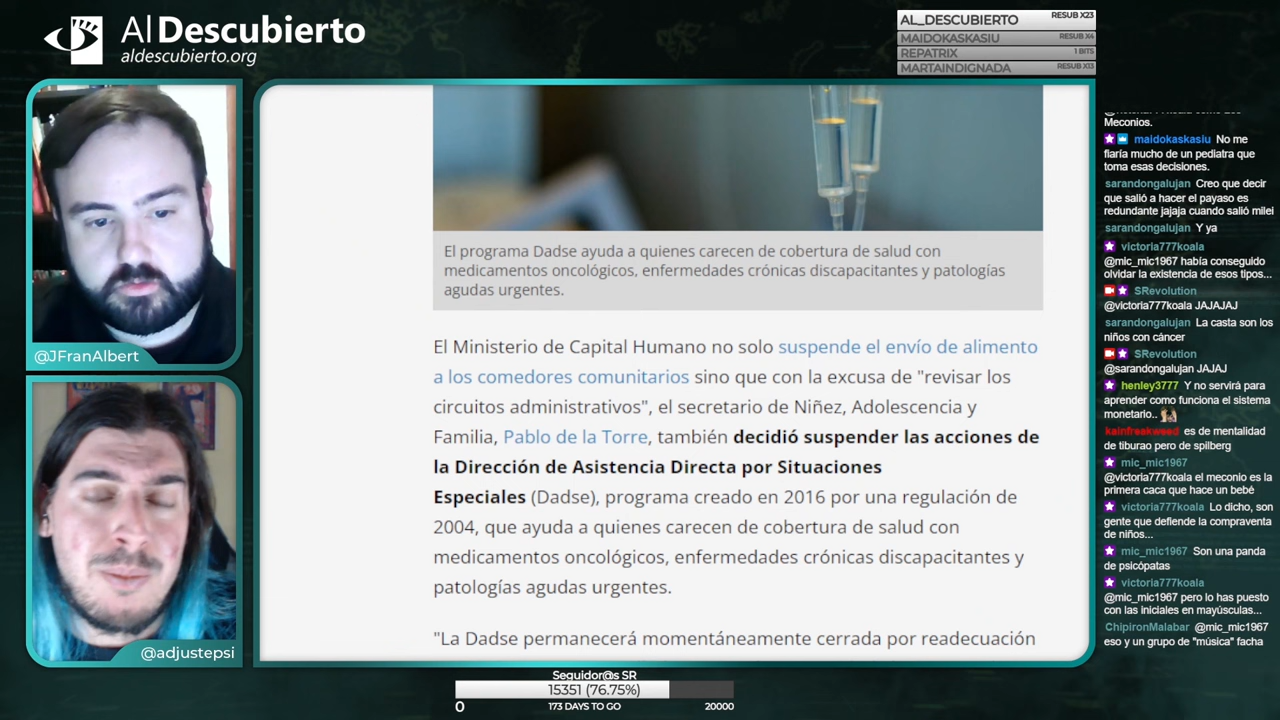 Al Descubierto
aldescubierto.org
AL_DESCUBIERTO RESUB X23
MAIDOKASKASIU RESUB X4
REPATRIX 1 BITS
MARTAINDIGNADA RESUB X13
@JFranAlbert
@adjustepsi
El programa Dadse ayuda a quienes carecen de cobertura de salud con
medicamentos oncológicos, enfermedades crónicas discapacitantes y patologías
agudas urgentes.
El Ministerio de Capital Humano no solo suspende el envío de alimento
a los comedores comunitarios sino que con la excusa de "revisar los
circuitos administrativos", el secretario de Niñez, Adolescencia y
Familia, Pablo de la Torre, también decidió suspender las acciones de
la Dirección de Asistencia Directa por Situaciones
Especiales (Dadse), programa creado en 2016 por una regulación de
2004, que ayuda a quienes carecen de cobertura de salud con
medicamentos oncológicos, enfermedades crónicas discapacitantes y
patologías agudas urgentes.
"La Dadse permanecerá momentáneamente cerrada por readecuación
Meconios.
maidokaskasiu No me
fiaría mucho de un pediatra que
toma esas decisiones.
sarandongalujan Creo que decir
que salió a hacer el payaso es
redundante jajaja cuando salió milei
sarandongalujan Y ya
victoria777koala
@mic_mic1967 había conseguido
olvidar la existencia de esos tipos...
SRevolution
@victoria777koala JAJAJAJ
sarandongalujan La casta son los
niños con cáncer
SRevolution
@sarandongalujan JAJAJ
henley3777 Y no servirá para
aprender como funciona el sistema
monetario..
kainfreakweed es de mentalidad
de tiburao pero de spilberg
mic_mic1967
@victoria777koala el meconio es la
primera caca que hace un bebé
victoria777koala Lo dicho, son
gente que defiende la compraventa
de niños...
mic_mic1967 Son una panda
de psicópatas
victoria777koala
@mic_mic1967 pero lo has puesto
con las iniciales en mayúsculas...
ChipironMalabar @mic_mic1967
eso y un grupo de "música" facha
Seguidor@s SR
15351 (76.75%)
0 173 DAYS TO GO 20000